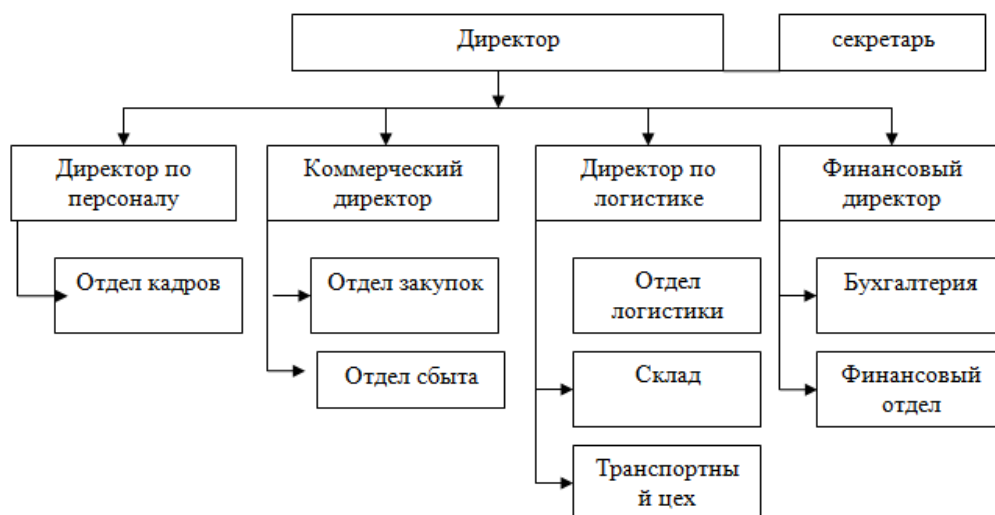 Директор
секретарь
Директор по
персоналу
Коммерческий
директор
Директор по
логистике
Финансовый
директор
Отдел кадров
Отдел закупок
Отдел
логистики
Бухгалтерия
Отдел сбыта
Склад
Финансовый
отдел
Транспортны
й цех